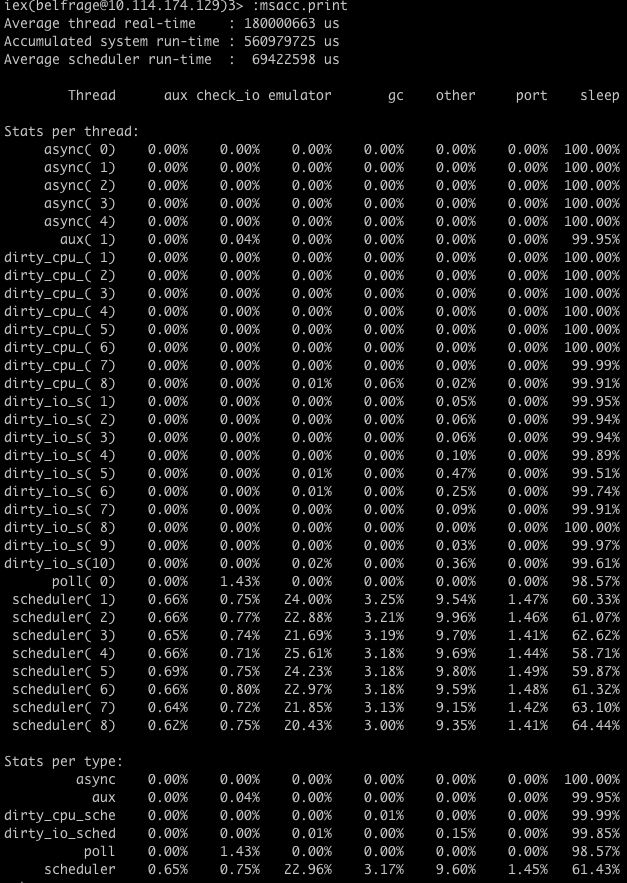 iex(belfrage@10.114.174.129)3> :msacc.print
Average thread real-time    : 180000663 us
Accumulated system run-time : 560979725 us
Average scheduler run-time  :  69422598 us
Thread aux check_io emulator gc other port sleep
Stats per thread:
async( 0) 0.00% 0.00% 0.00% 0.00% 0.00% 0.00% 100.00%
async( 1) 0.00% 0.00% 0.00% 0.00% 0.00% 0.00% 100.00%
async( 2) 0.00% 0.00% 0.00% 0.00% 0.00% 0.00% 100.00%
async( 3) 0.00% 0.00% 0.00% 0.00% 0.00% 0.00% 100.00%
async( 4) 0.00% 0.00% 0.00% 0.00% 0.00% 0.00% 100.00%
aux( 1) 0.00% 0.04% 0.00% 0.00% 0.00% 0.00% 99.95%
dirty_cpu_( 1) 0.00% 0.00% 0.00% 0.00% 0.00% 0.00% 100.00%
dirty_cpu_( 2) 0.00% 0.00% 0.00% 0.00% 0.00% 0.00% 100.00%
dirty_cpu_( 3) 0.00% 0.00% 0.00% 0.00% 0.00% 0.00% 100.00%
dirty_cpu_( 4) 0.00% 0.00% 0.00% 0.00% 0.00% 0.00% 100.00%
dirty_cpu_( 5) 0.00% 0.00% 0.00% 0.00% 0.00% 0.00% 100.00%
dirty_cpu_( 6) 0.00% 0.00% 0.00% 0.00% 0.00% 0.00% 100.00%
dirty_cpu_( 7) 0.00% 0.00% 0.00% 0.00% 0.00% 0.00% 99.99%
dirty_cpu_( 8) 0.00% 0.00% 0.01% 0.06% 0.02% 0.00% 99.91%
dirty_io_s( 1) 0.00% 0.00% 0.00% 0.00% 0.05% 0.00% 99.95%
dirty_io_s( 2) 0.00% 0.00% 0.00% 0.00% 0.06% 0.00% 99.94%
dirty_io_s( 3) 0.00% 0.00% 0.00% 0.00% 0.06% 0.00% 99.94%
dirty_io_s( 4) 0.00% 0.00% 0.00% 0.00% 0.10% 0.00% 99.89%
dirty_io_s( 5) 0.00% 0.00% 0.01% 0.00% 0.47% 0.00% 99.51%
dirty_io_s( 6) 0.00% 0.00% 0.01% 0.00% 0.25% 0.00% 99.74%
dirty_io_s( 7) 0.00% 0.00% 0.00% 0.00% 0.09% 0.00% 99.91%
dirty_io_s( 8) 0.00% 0.00% 0.00% 0.00% 0.00% 0.00% 100.00%
dirty_io_s( 9) 0.00% 0.00% 0.00% 0.00% 0.03% 0.00% 99.97%
dirty_io_s(10) 0.00% 0.00% 0.02% 0.00% 0.36% 0.00% 99.61%
poll( 0) 0.00% 1.43% 0.00% 0.00% 0.00% 0.00% 98.57%
scheduler( 1) 0.66% 0.75% 24.00% 3.25% 9.54% 1.47% 60.33%
scheduler( 2) 0.66% 0.77% 22.88% 3.21% 9.96% 1.46% 61.07%
scheduler( 3) 0.65% 0.74% 21.69% 3.19% 9.70% 1.41% 62.62%
scheduler( 4) 0.66% 0.71% 25.61% 3.18% 9.69% 1.44% 58.71%
scheduler( 5) 0.69% 0.75% 24.23% 3.18% 9.80% 1.49% 59.87%
scheduler( 6) 0.66% 0.80% 22.97% 3.18% 9.59% 1.48% 61.32%
scheduler( 7) 0.64% 0.72% 21.85% 3.13% 9.15% 1.42% 63.10%
scheduler( 8) 0.62% 0.75% 20.43% 3.00% 9.35% 1.41% 64.44%
Stats per type:
async 0.00% 0.00% 0.00% 0.00% 0.00% 0.00% 100.00%
aux 0.00% 0.04% 0.00% 0.00% 0.00% 0.00% 99.95%
dirty_cpu_sche 0.00% 0.00% 0.00% 0.01% 0.00% 0.00% 99.99%
dirty_io_sched 0.00% 0.00% 0.01% 0.00% 0.15% 0.00% 99.85%
poll 0.00% 1.43% 0.00% 0.00% 0.00% 0.00% 98.57%
scheduler 0.65% 0.75% 22.96% 3.17% 9.60% 1.45% 61.43%